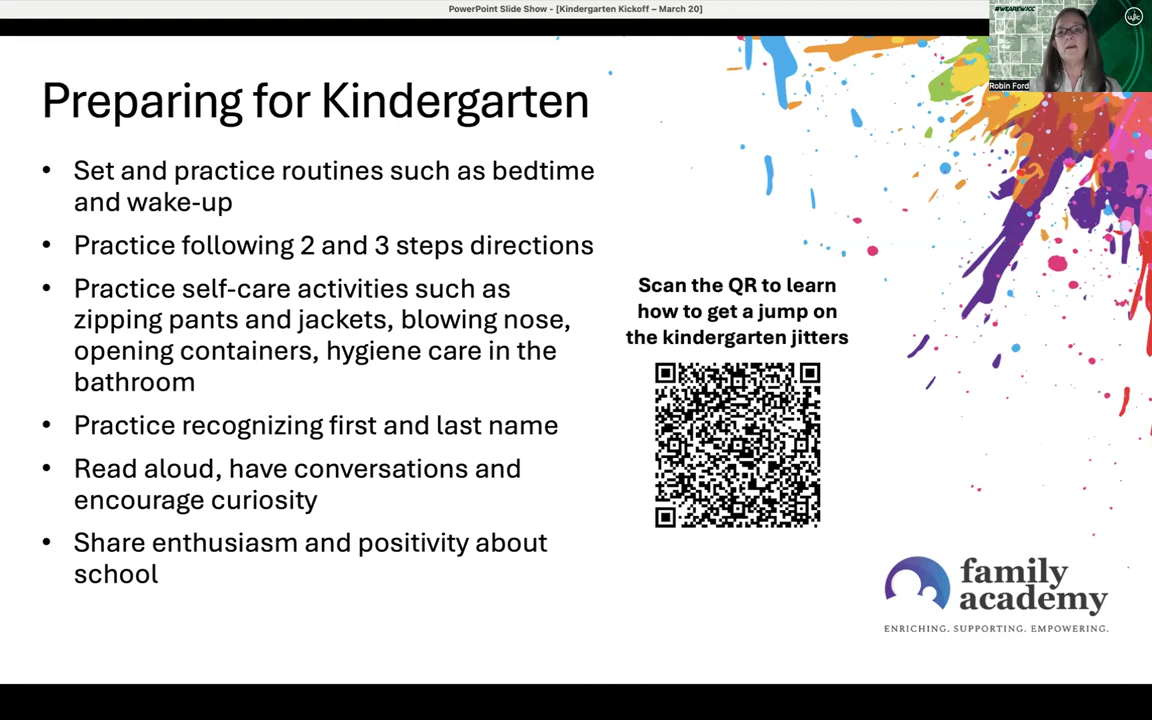 PowerPoint Slide Show - [Kindergarten Kickoff – March 20]
#WEAREWJCC
wjcc
Robin Ford
Preparing for Kindergarten
• Set and practice routines such as bedtime
and wake-up
• Practice following 2 and 3 steps directions
• Practice self-care activities such as
zipping pants and jackets, blowing nose,
opening containers, hygiene care in the
bathroom
• Practice recognizing first and last name
• Read aloud, have conversations and
encourage curiosity
• Share enthusiasm and positivity about
school
Scan the QR to learn
how to get a jump on
the kindergarten jitters
family
academy
ENRICHING. SUPPORTING. EMPOWERING.